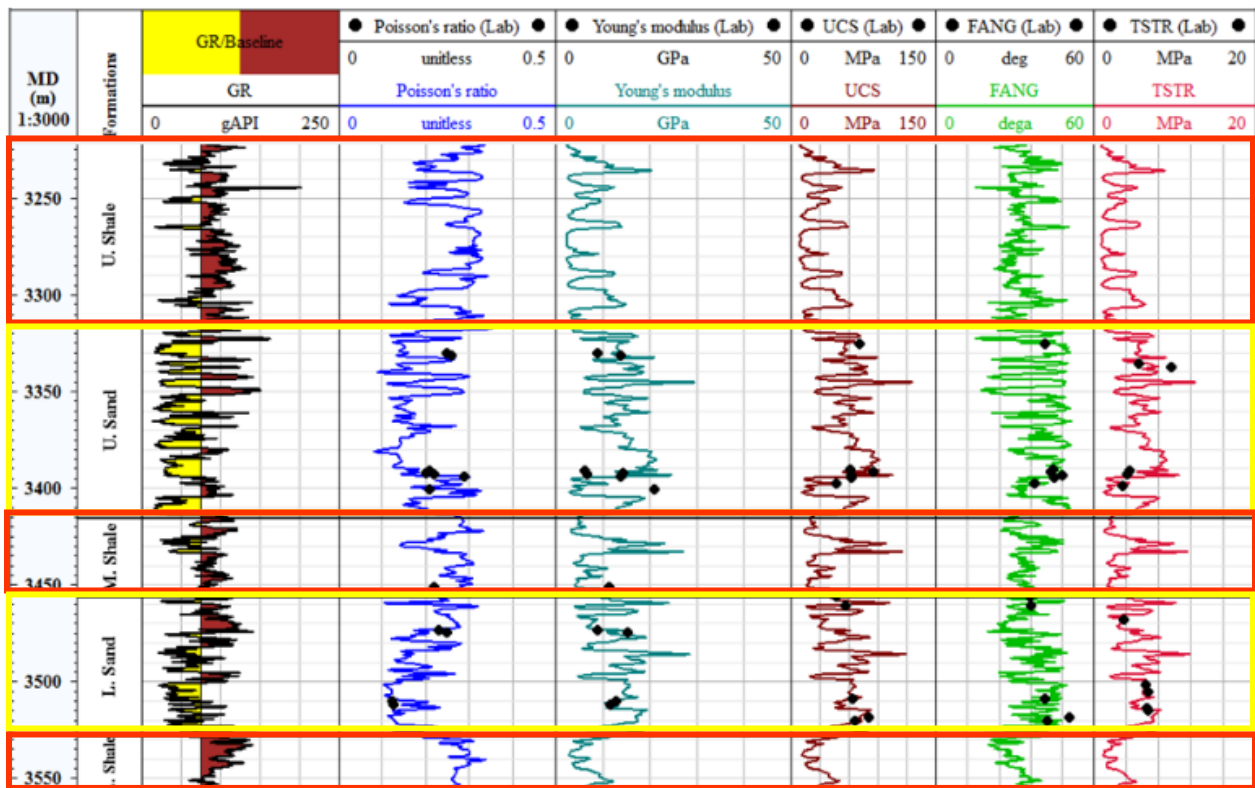 GR/Baseline
Poisson's ratio (Lab)
Young's modulus (Lab)
UCS (Lab)
FANG (Lab)
TSTR (Lab)
0 unitless 0.5
0 GPa 50
0 MPa 150
0 deg 60
0 MPa 20
MD
(m)
1:3000
Formations
GR
Poisson's ratio
Young's modulus
UCS
FANG
TSTR
0 gAPI 250
0 unitless 0.5
0 GPa 50
0 MPa 150
0 dega 60
0 MPa 20
3250
U. Shale
3300
U. Sand
3350
3400
M. Shale
3450
L. Sand
3500
. Shale
3550